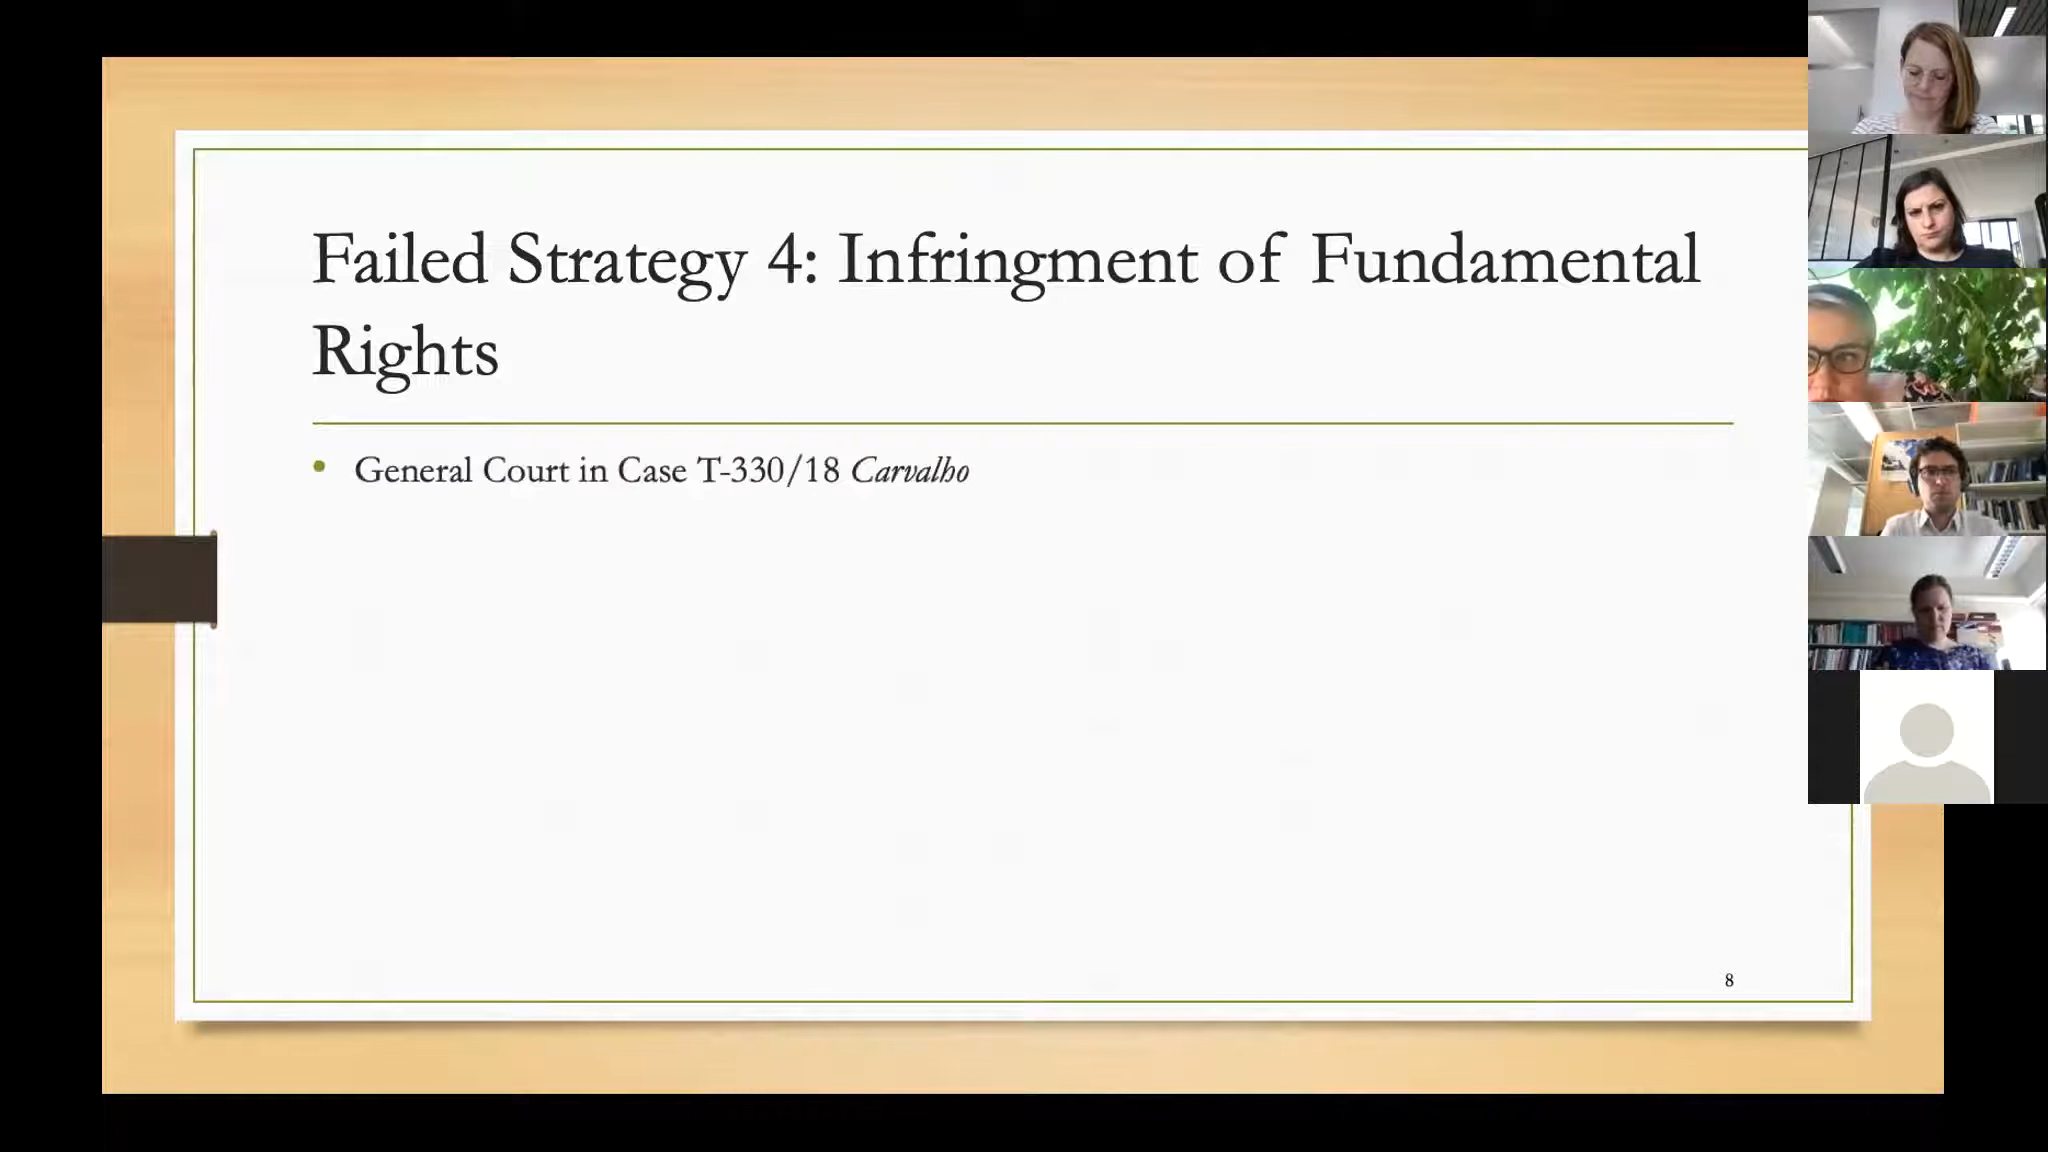 Failed Strategy 4: Infringment of Fundamental
Rights
• General Court in Case T-330/18 Carvalho
8